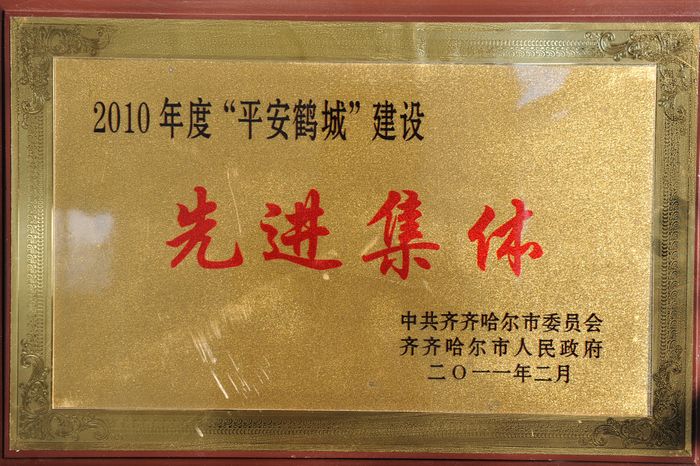 2010年度“平安鹤城”建设
先进集体
中共齐齐哈尔市委员会
齐齐哈尔市人民政府
二〇一一年二月